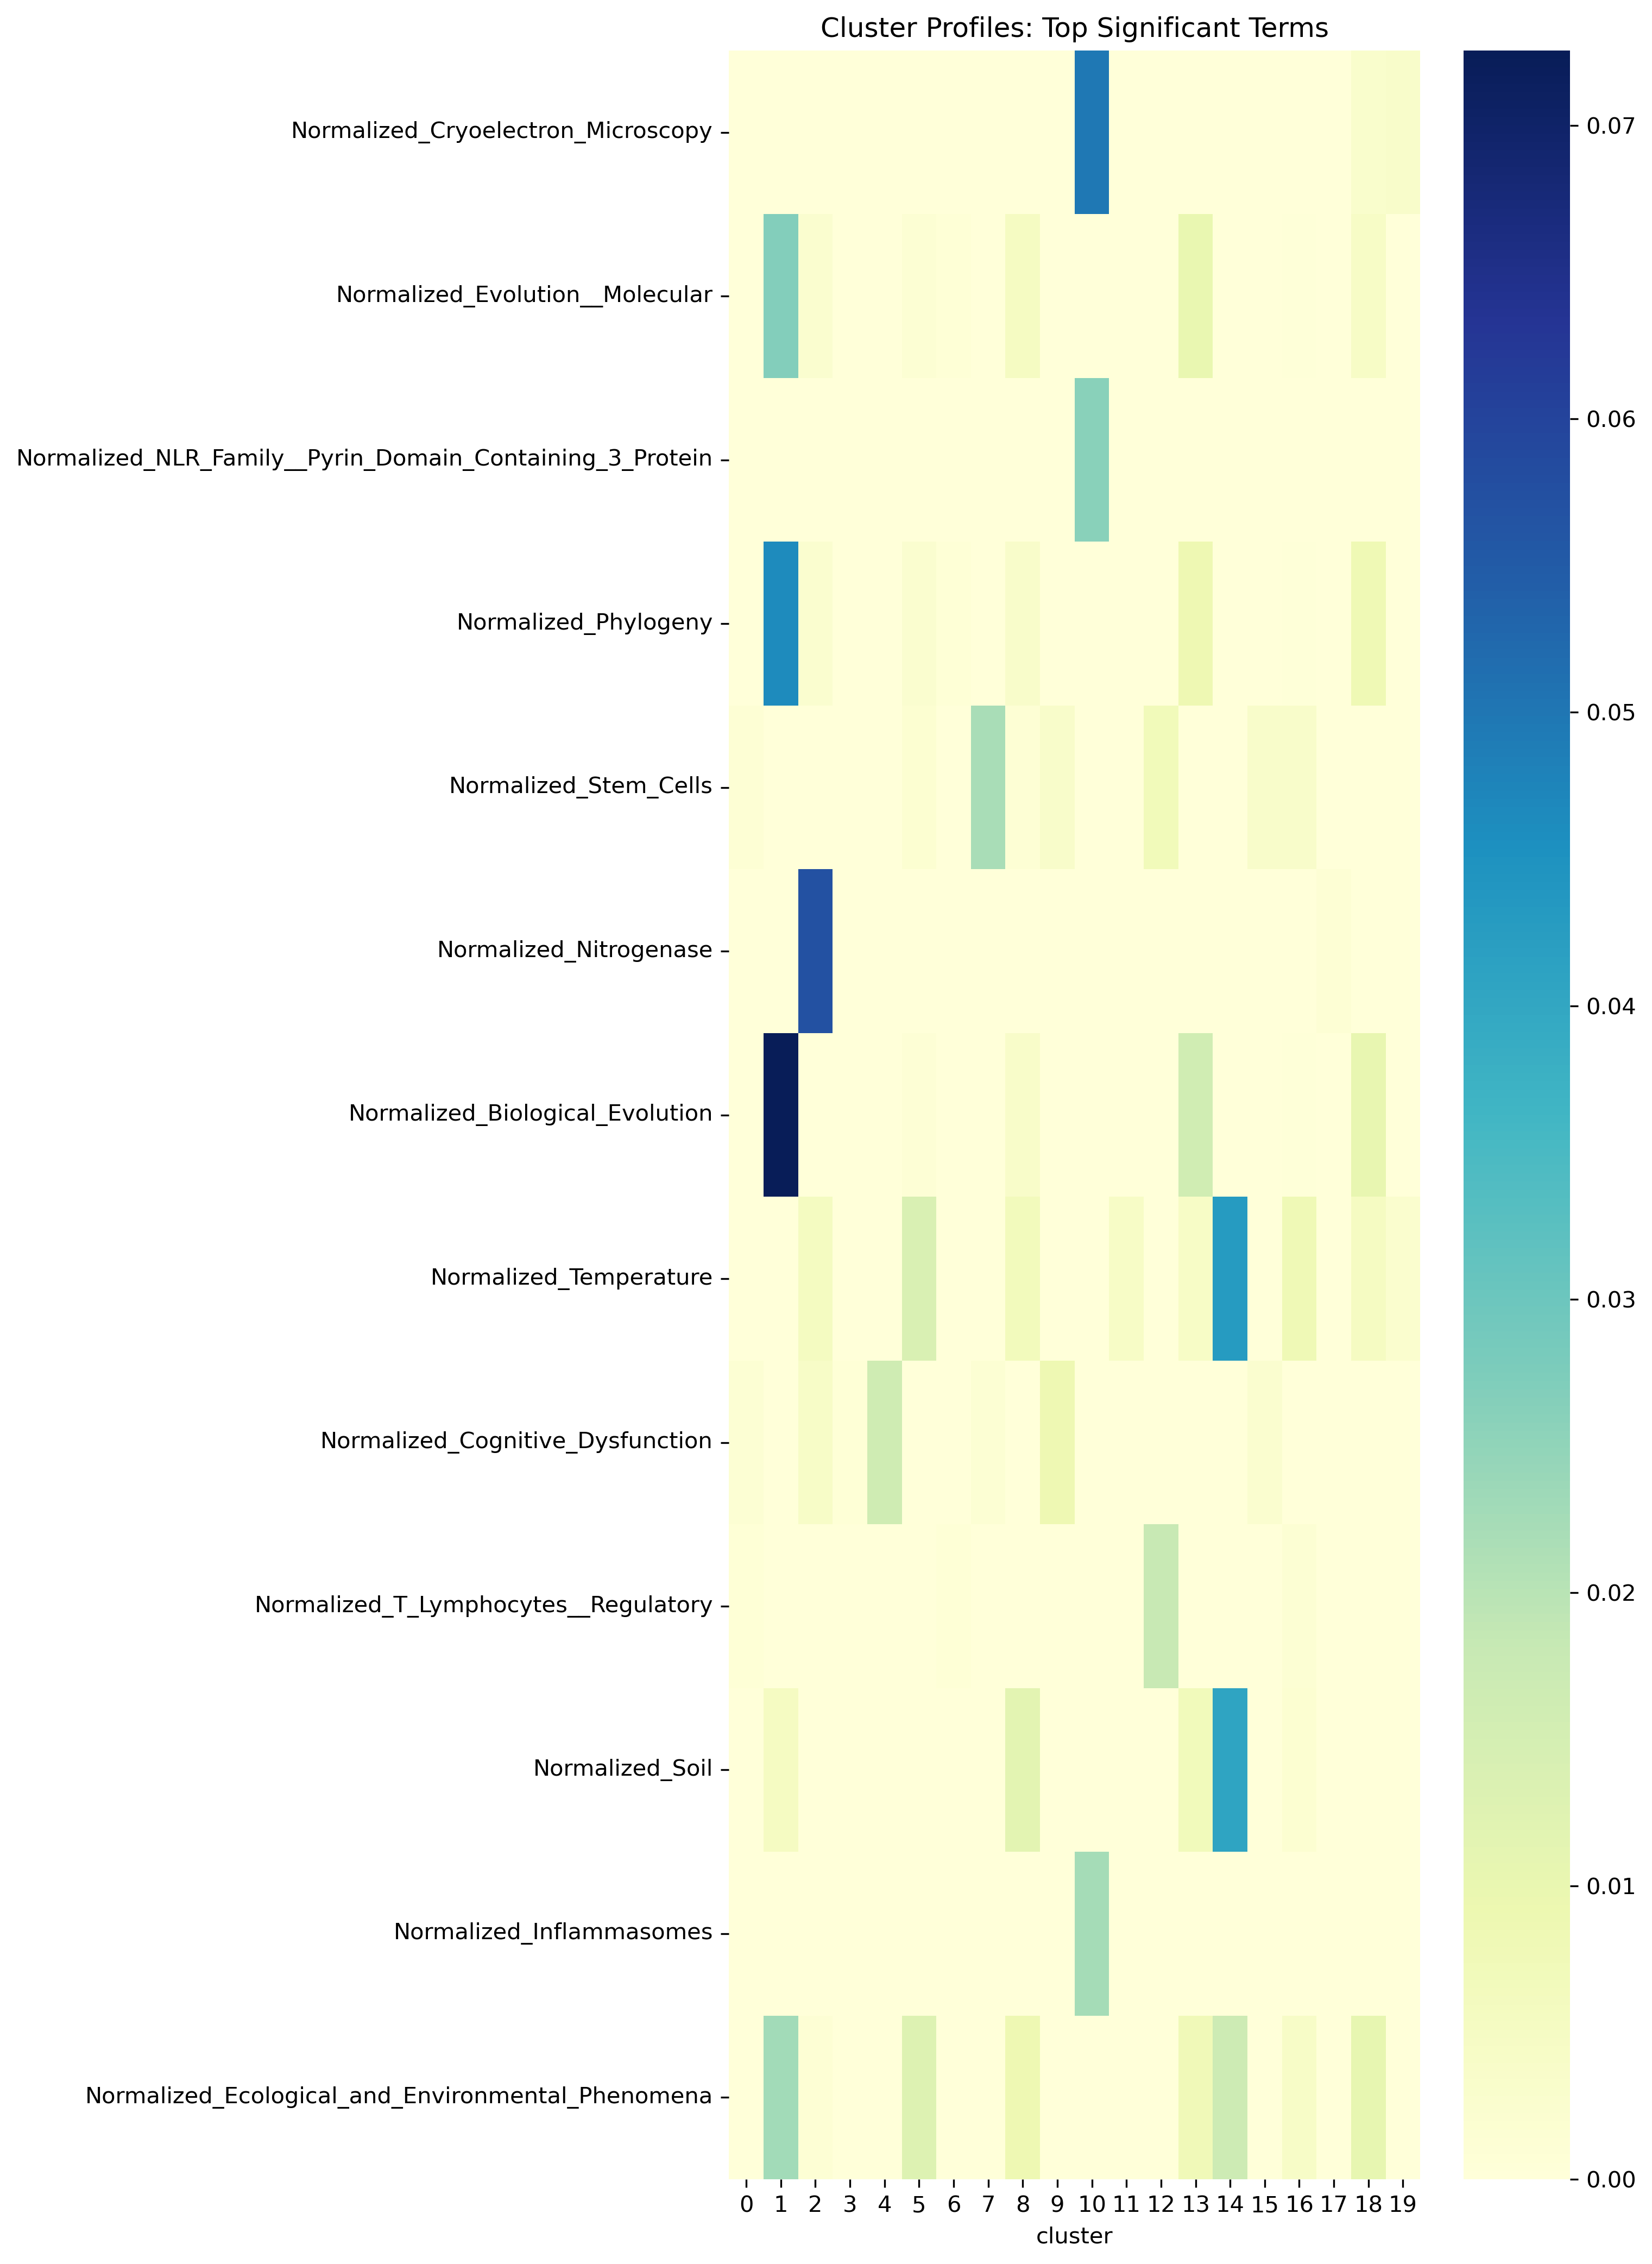 Cluster Profiles: Top Significant Terms
Normalized_Cryoelectron_Microscopy
Normalized_Evolution__Molecular
Normalized_NLR_Family__Pyrin_Domain_Containing_3_Protein
Normalized_Phylogeny
Normalized_Stem_Cells
Normalized_Nitrogenase
Normalized_Biological_Evolution
Normalized_Temperature
Normalized_Cognitive_Dysfunction
Normalized_T_Lymphocytes__Regulatory
Normalized_Soil
Normalized_Inflammasomes
Normalized_Ecological_and_Environmental_Phenomena
0 1 2 3 4 5 6 7 8 9 10 11 12 13 14 15 16 17 18 19
cluster
0.07
0.06
0.05
0.04
0.03
0.02
0.01
0.00